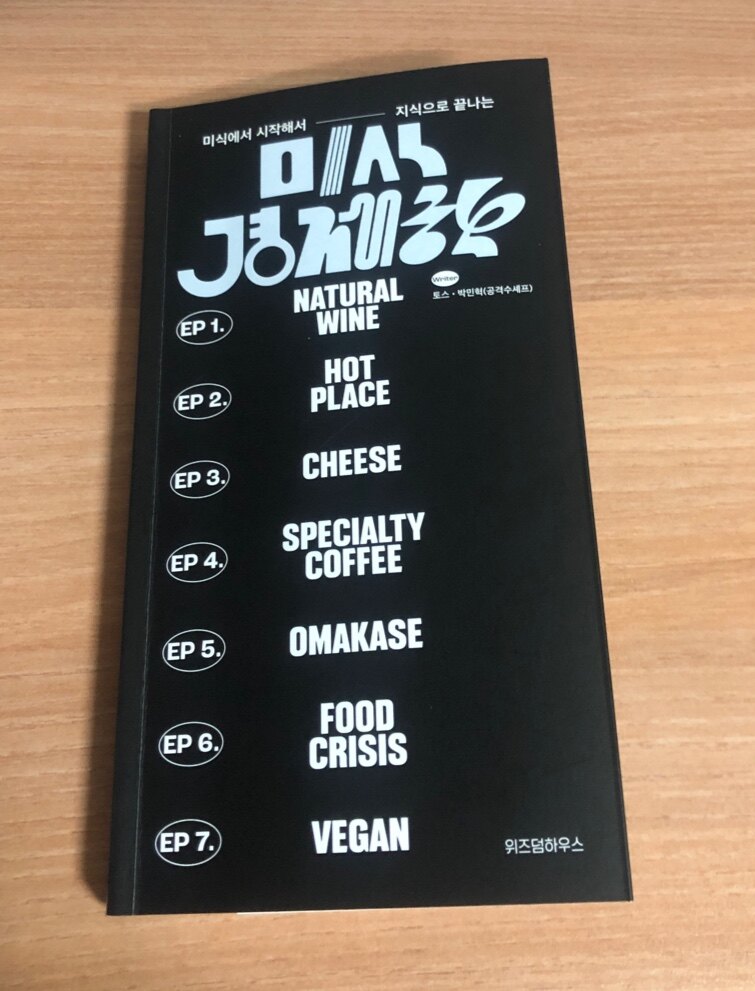 미식에서 시작해서 지식으로 끝나는
미식
경제학
Writer
토스 · 박민혁(공격수셰프)
EP 1.
NATURAL
WINE
EP 2.
HOT
PLACE
EP 3.
CHEESE
EP 4.
SPECIALTY
COFFEE
EP 5.
OMAKASE
EP 6.
FOOD
CRISIS
EP 7.
VEGAN
위즈덤하우스